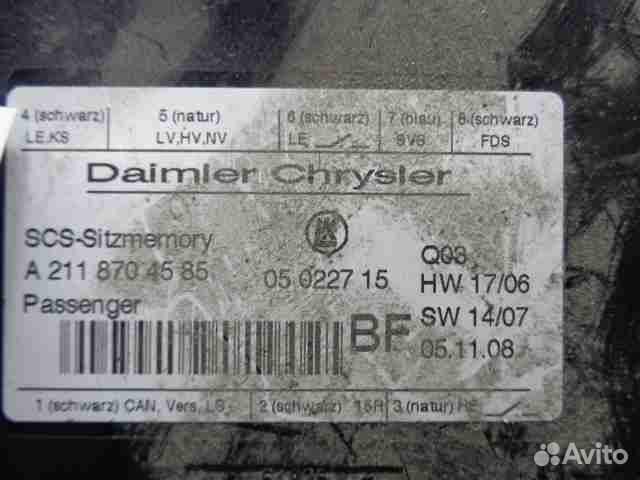 4 (schwarz) 5 (natur) 6 (schwarz) 7 (blau) 8 (schwarz)
LE,KS LV,HV,NV LE SVS FDS
Daimler Chrysler
SCS-Sitzmemory
A 211 870 45 85 05 0227 15 Q03
Passenger HW 17/06
BF SW 14/07
05.11.08
1 (schwarz) CAN, Vers, LS 2 (schwarz) 15R 3 (natur) RE
Avito